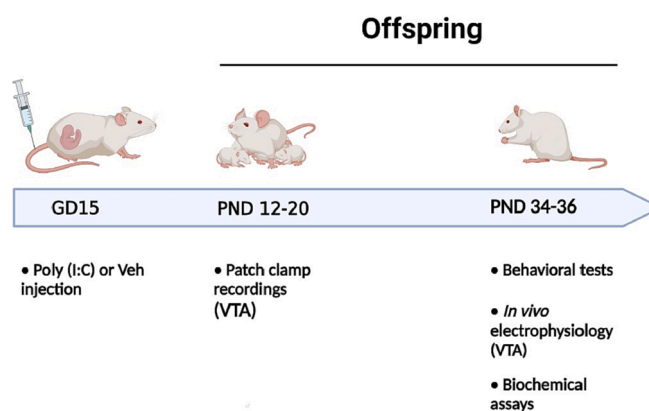 Offspring
GD15
PND 12-20
PND 34-36
• Poly (I:C) or Veh
injection
• Patch clamp
recordings
(VTA)
• Behavioral tests
• In vivo
electrophysiology
(VTA)
• Biochemical
assays